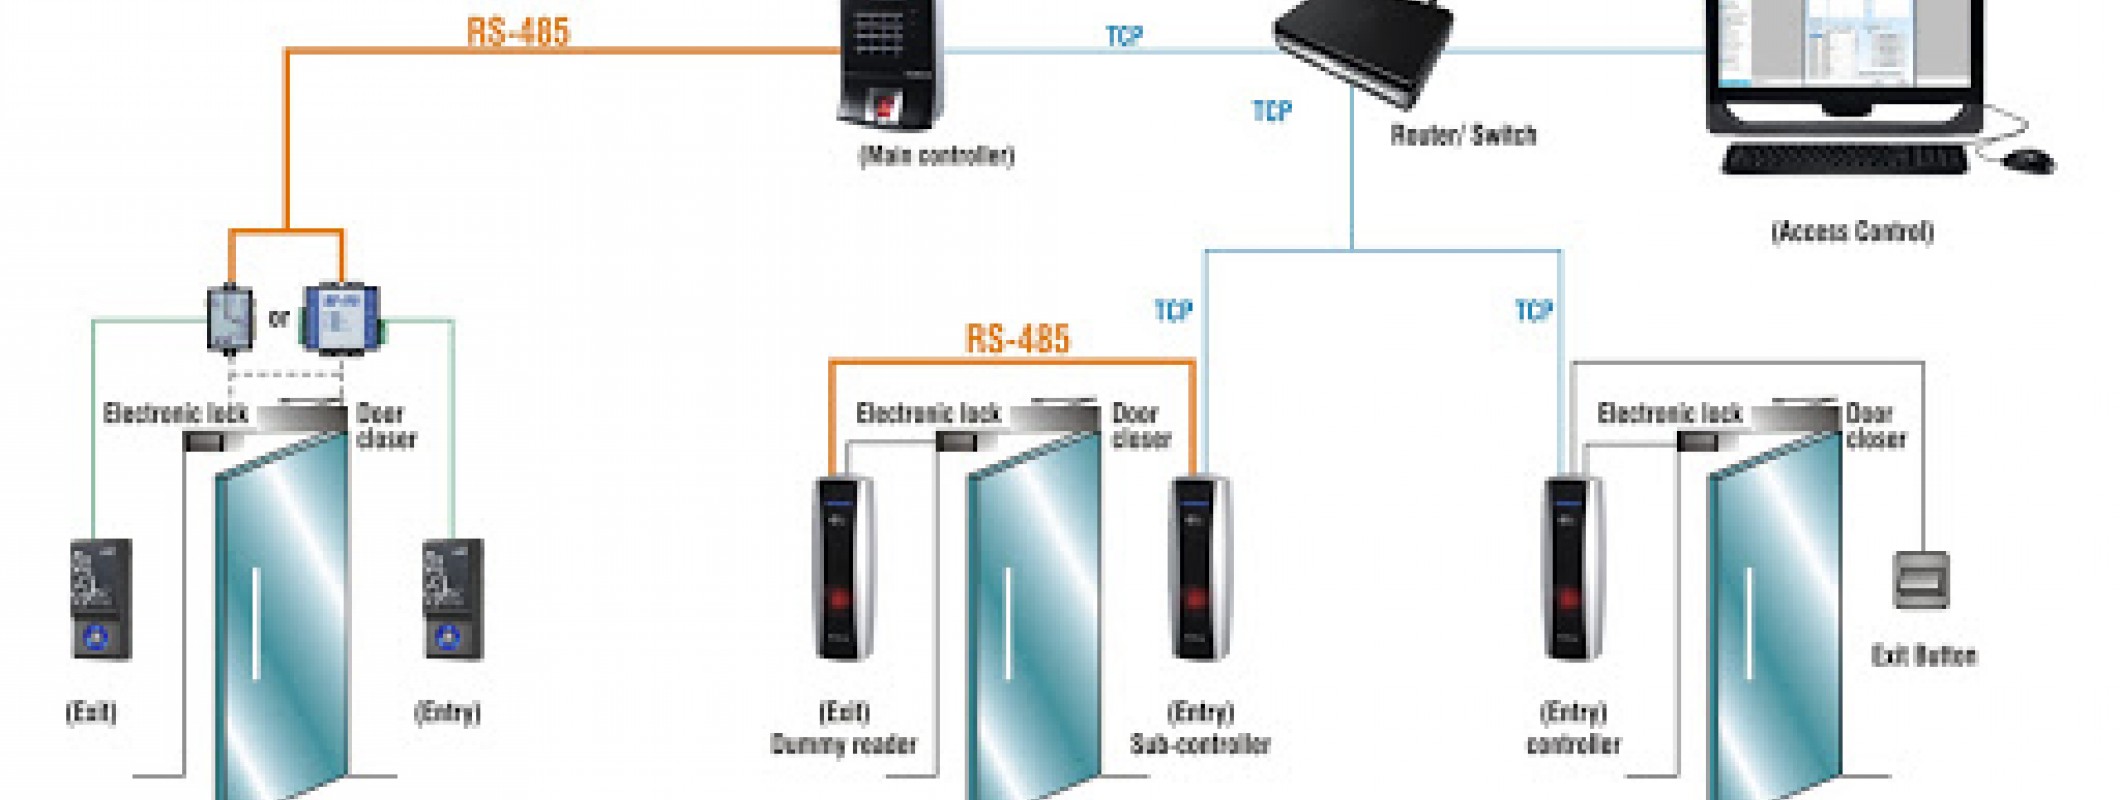 RS-485
TCP
TCP
Router/ Switch
(Main controller)
(Access Control)
or
TCP
TCP
RS-485
Electronic lock
Door
closer
Electronic lock
Door
closer
Electronic lock
Door
closer
Exit Button
(Exit)
(Entry)
(Exit)
Dummy reader
(Entry)
Sub-controller
(Entry)
controller